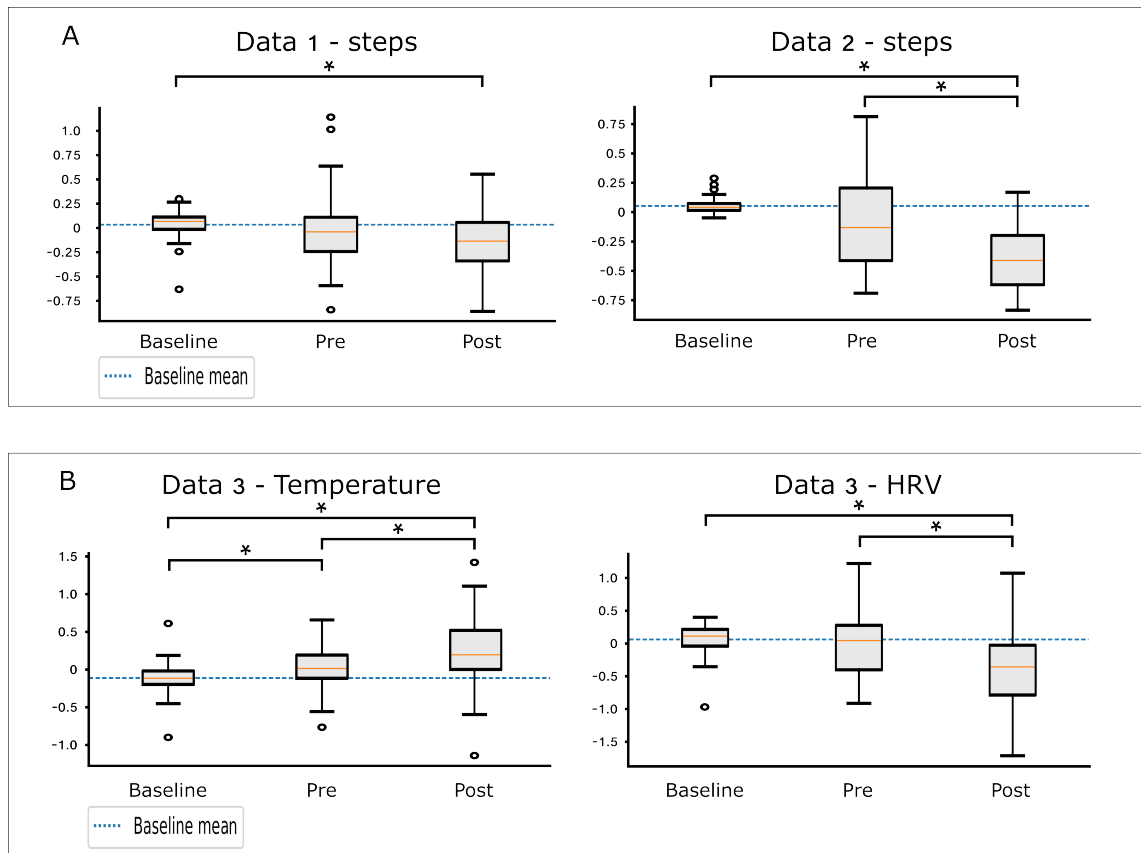 A
Data 1 - steps
*
1.0
0.75
0.5
0.25
0
−0.25
−0.5
−0.75
Baseline
Pre
Post
Baseline mean
Data 2 - steps
*
*
0.75
0.5
0.25
0
−0.25
−0.5
−0.75
Baseline
Pre
Post
B
Data 3 - Temperature
*
*
*
1.5
1.0
0.5
0
−0.5
−1.0
Baseline
Pre
Post
Baseline mean
Data 3 - HRV
*
*
1.0
0.5
0
−0.5
−1.0
−1.5
Baseline
Pre
Post